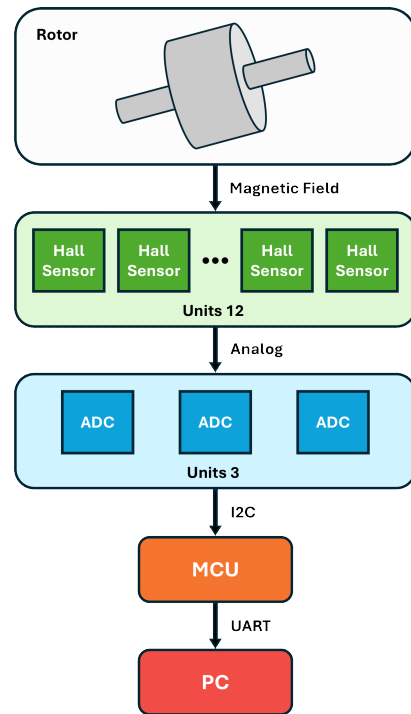 Rotor
Magnetic Field
Hall Hall Hall Hall
Sensor Sensor ••• Sensor Sensor
Units 12
Analog
ADC ADC ADC
Units 3
I2C
MCU
UART
PC